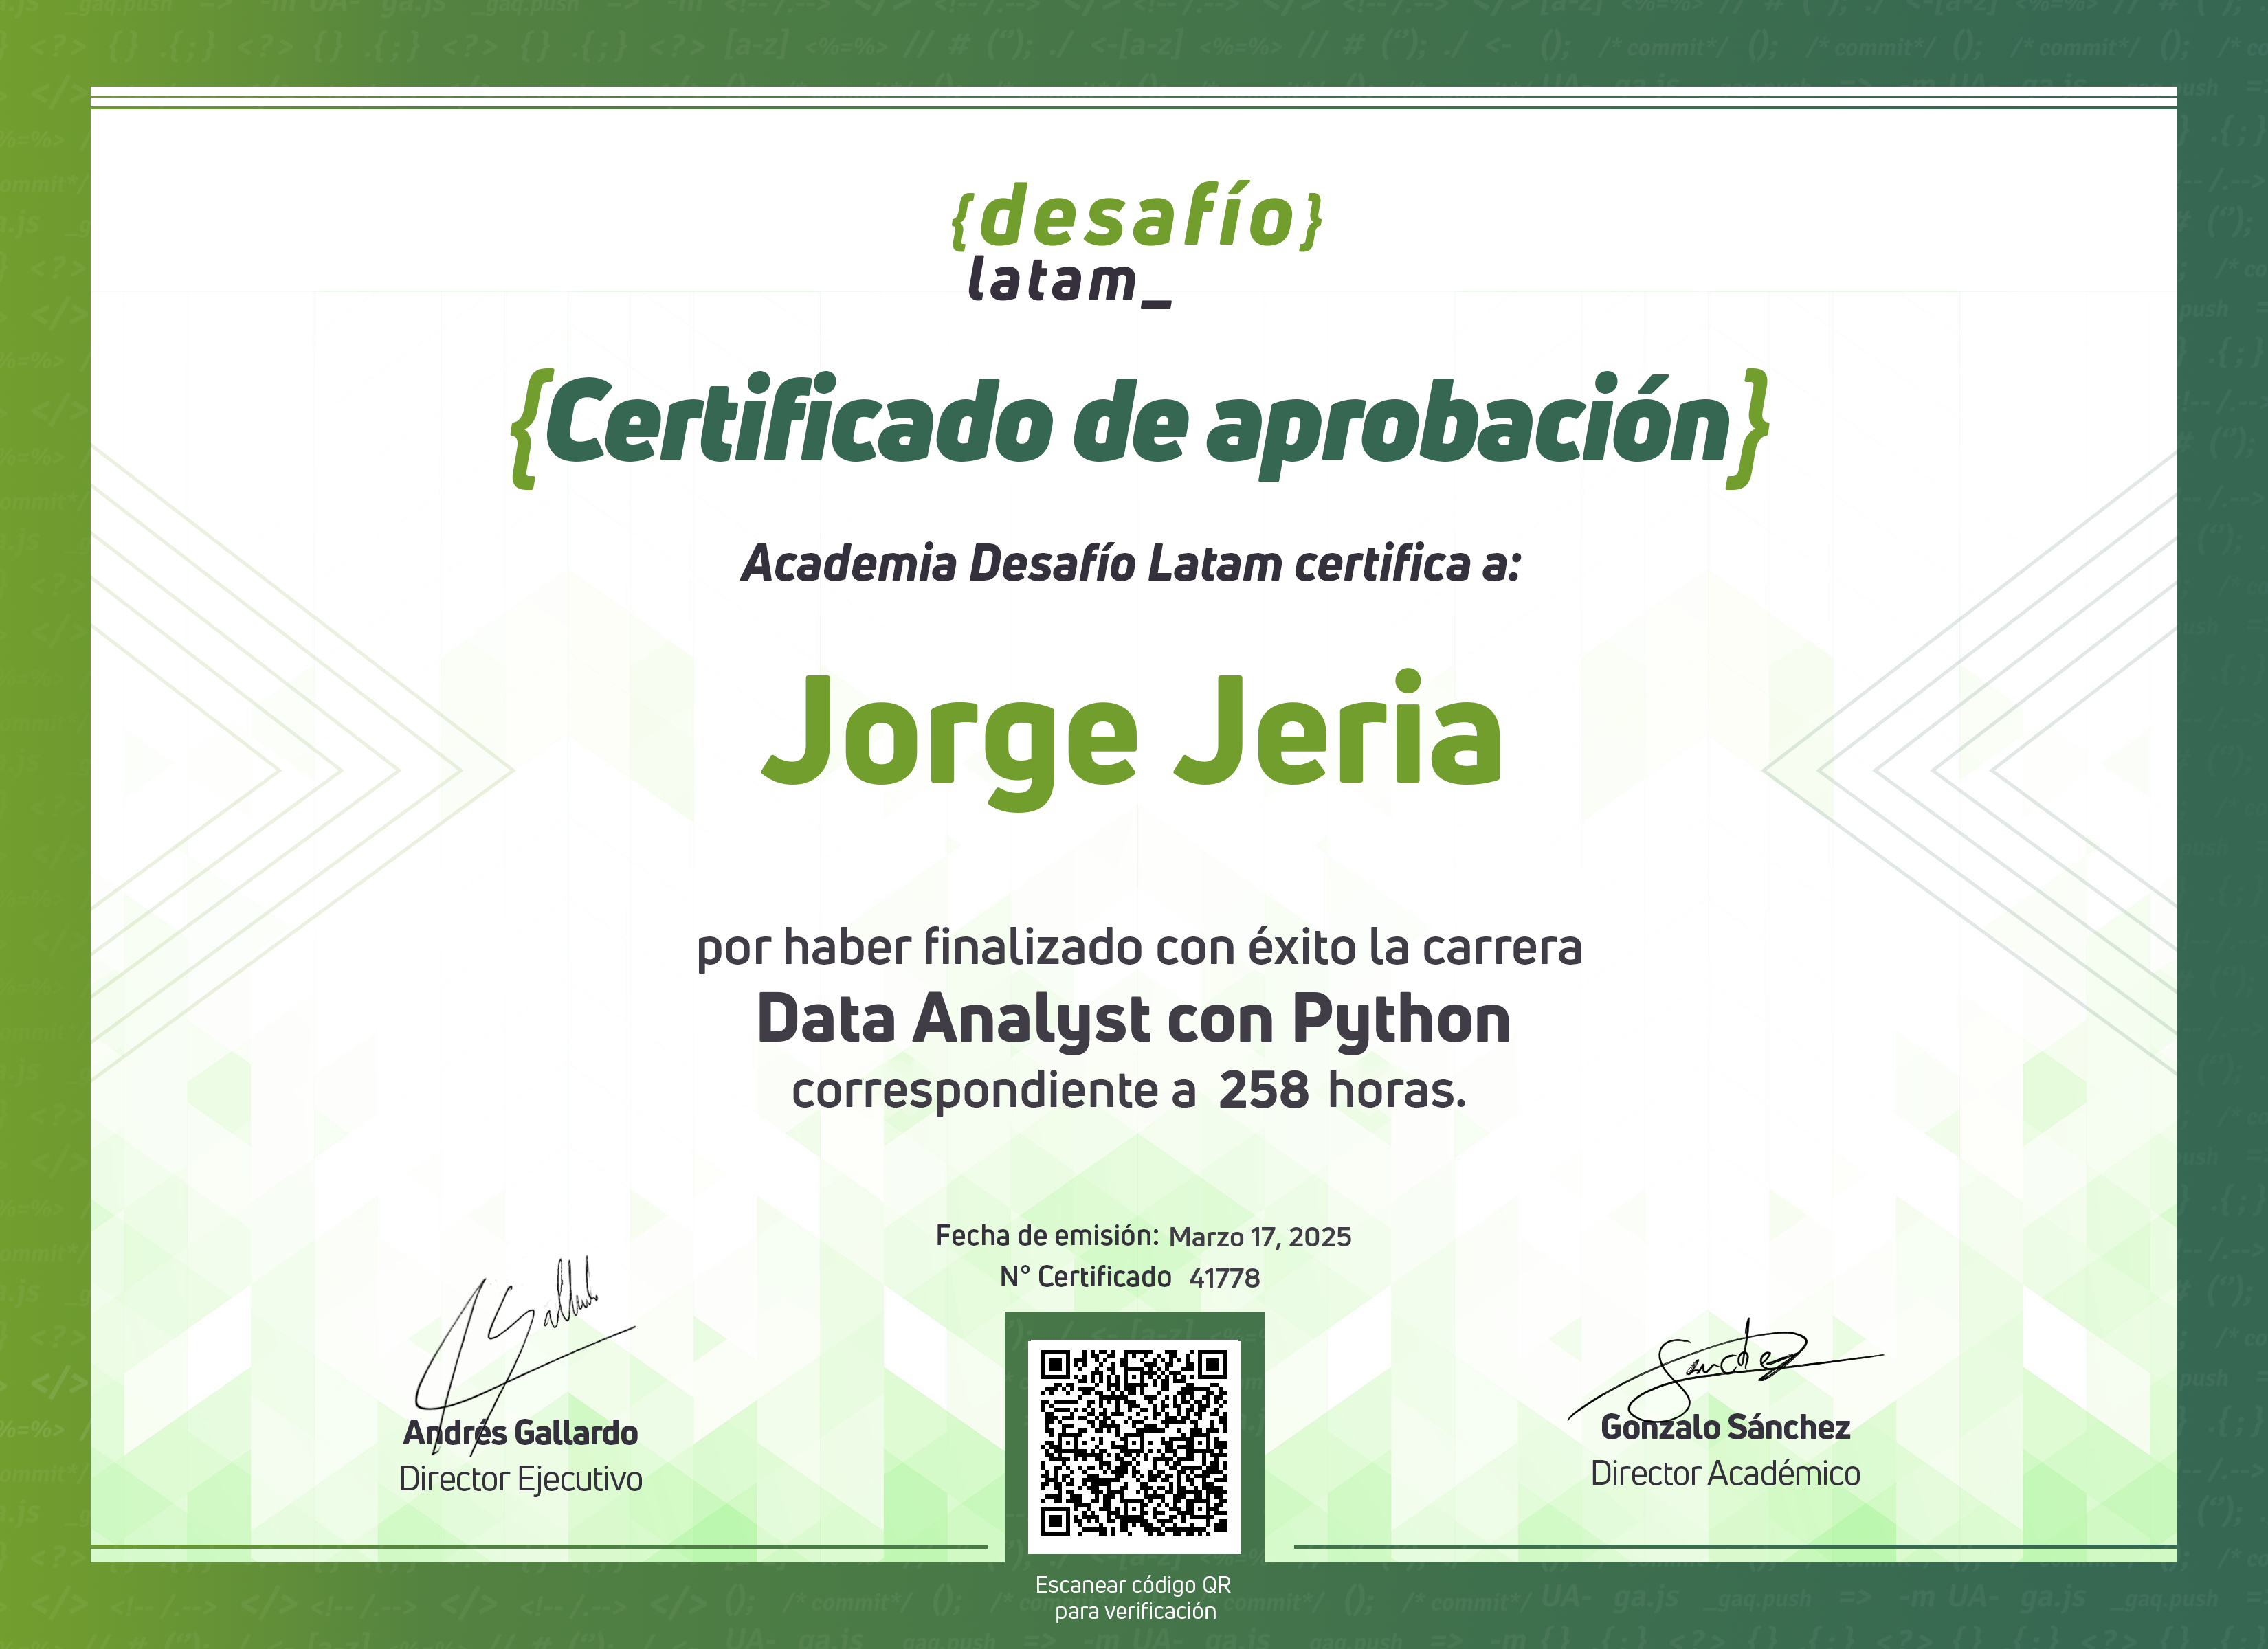 {desafío}
latam_
{Certificado de aprobación}
Academia Desafío Latam certifica a:
Jorge Jeria
por haber finalizado con éxito la carrera
Data Analyst con Python
correspondiente a 258 horas.
Fecha de emisión: Marzo 17, 2025
N° Certificado 41778
Andrés Gallardo
Director Ejecutivo
Gonzalo Sánchez
Director Académico
Escanear código QR
para verificación